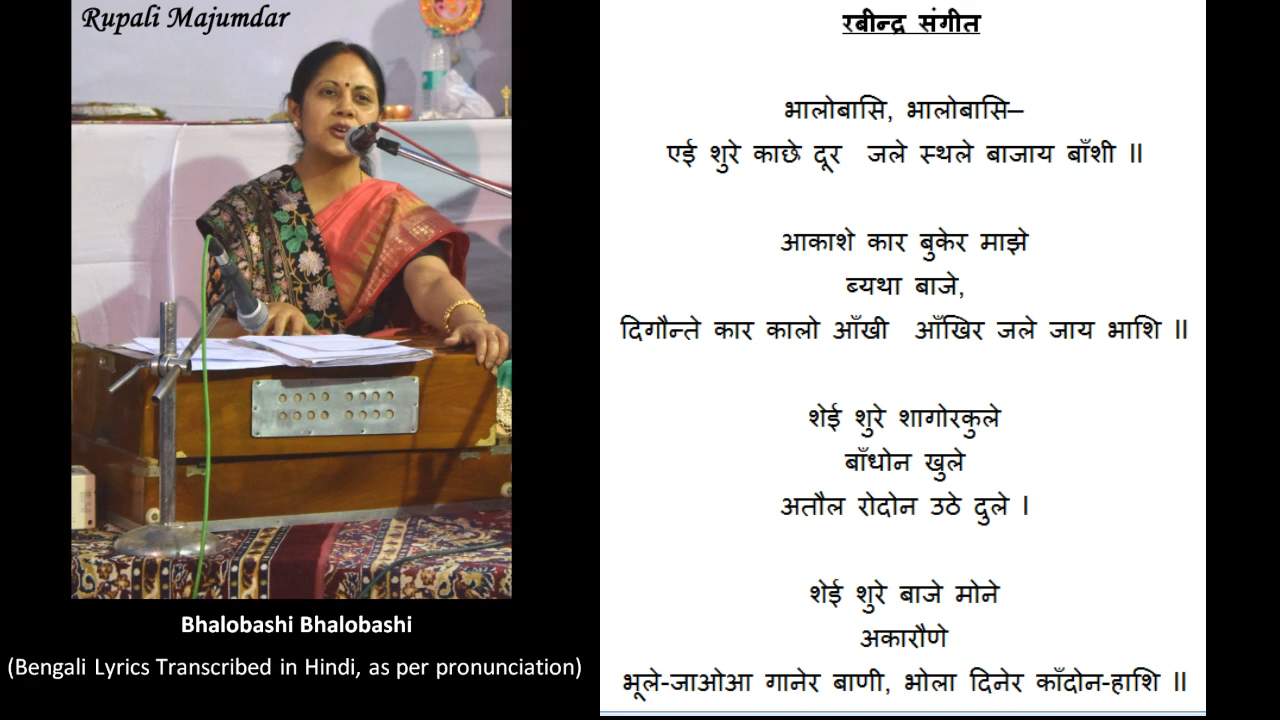 Rupali Majumdar
Bhalobashi Bhalobashi
(Bengali Lyrics Transcribed in Hindi, as per pronunciation)
रबीन्द्र संगीत
भालोबासि, भालोबासि–
एई शुरे काछे दूर जले स्थले बाजाय बाँशी ॥
आकाशे कार बुकेर माझे
ब्यथा बाजे,
दिगौन्ते कार कालो आँखी आँखिर जले जाय भाशि ॥
शेई शुरे शागोरकुले
बाँधोन खुले
अतौल रोदोन उठे दुले ।
शेई शुरे बाजे मोने
अकारौणे
भूले-जाओआ गानेर बाणी, भोला दिनेर काँदोन-हाशि ॥